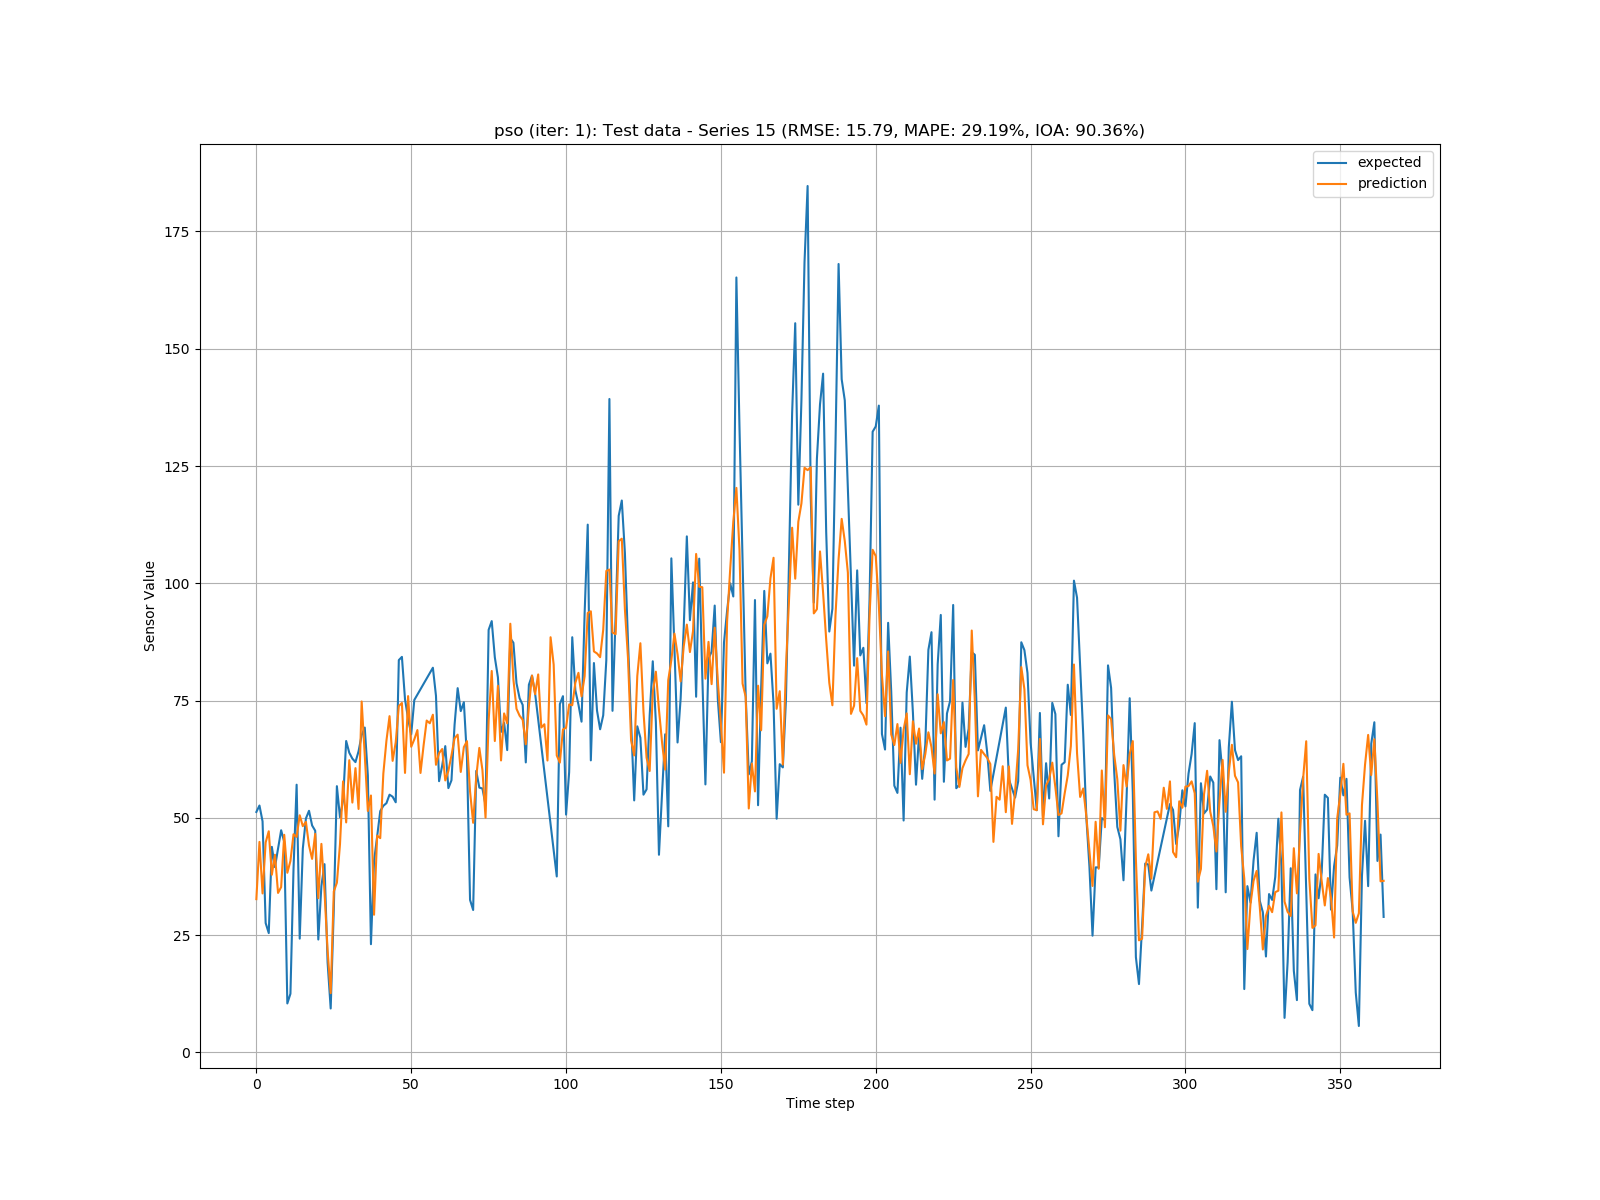 pso (iter: 1): Test data - Series 15 (RMSE: 15.79, MAPE: 29.19%, IOA: 90.36%)
expected
prediction
175
150
125
100
75
50
25
0
Sensor Value
0 50 100 150 200 250 300 350
Time step